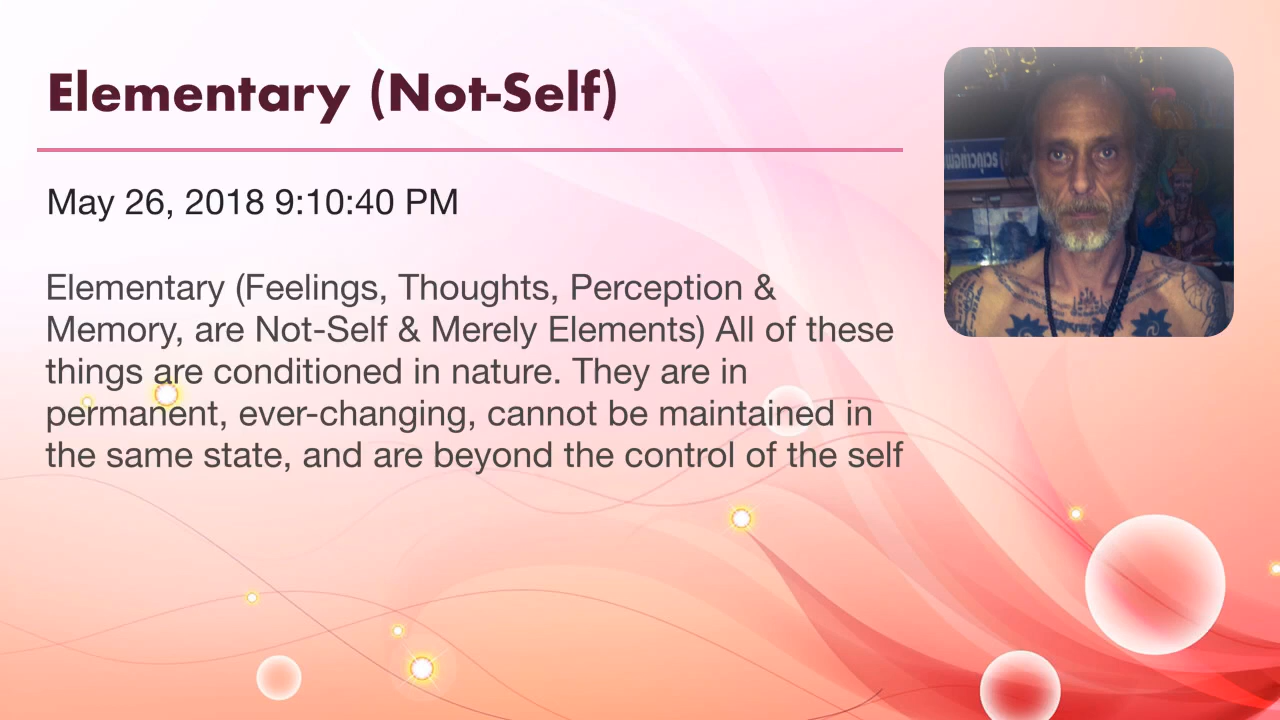 Elementary (Not-Self)
May 26, 2018 9:10:40 PM
Elementary (Feelings, Thoughts, Perception &
Memory, are Not-Self & Merely Elements) All of these
things are conditioned in nature. They are in
permanent, ever-changing, cannot be maintained in
the same state, and are beyond the control of the self